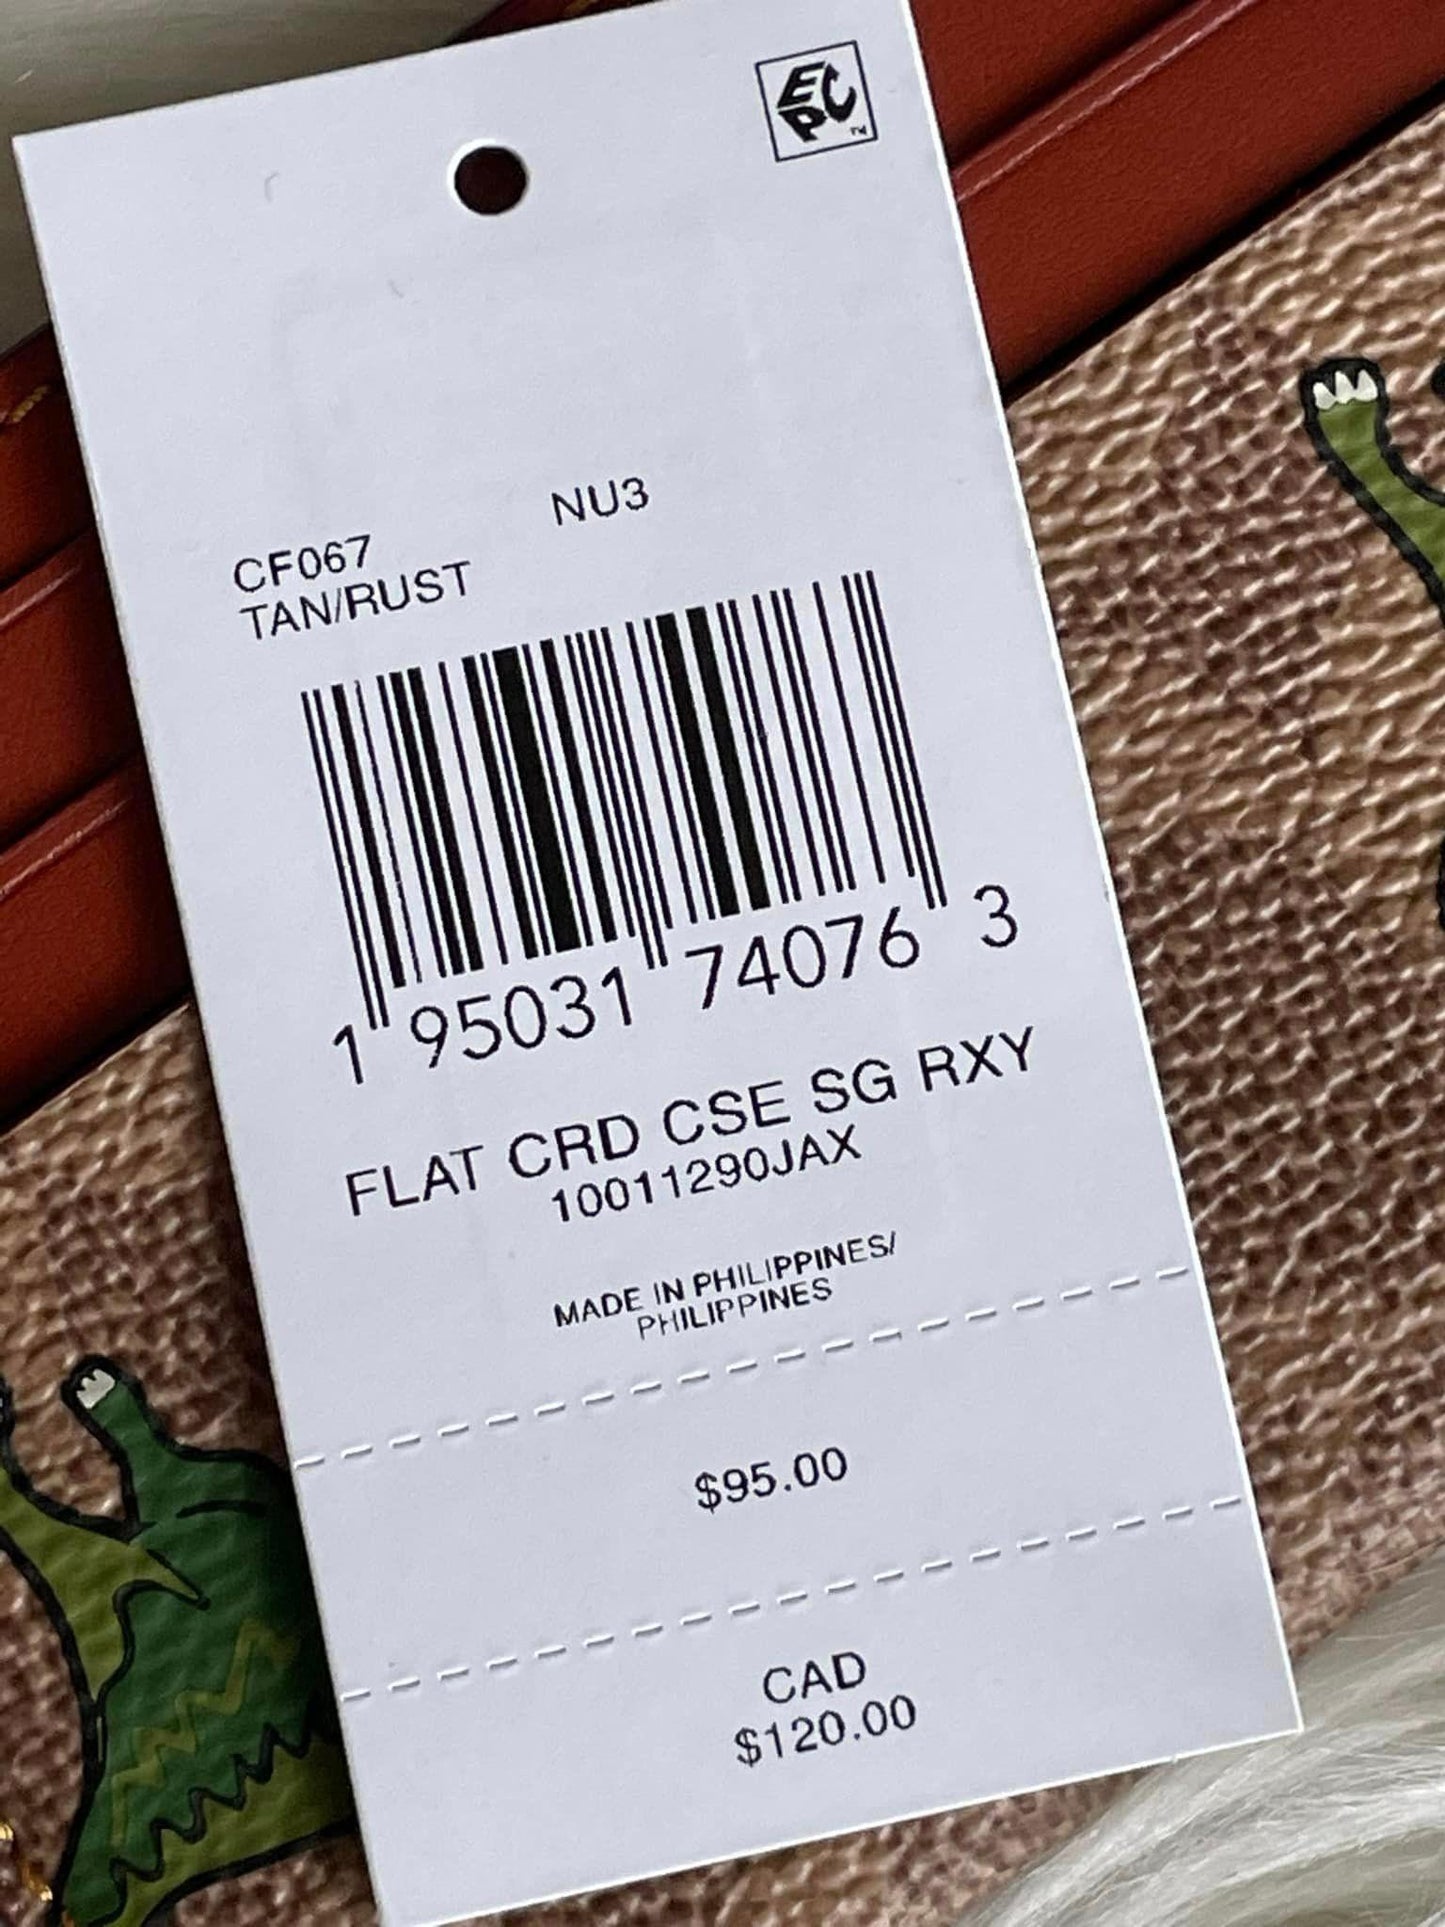 ECPC™
NU3
CF067
TAN/RUST
1 95031 74076 3
FLAT CRD CSE SG RXY
10011290JAX
MADE IN PHILIPPINES/
PHILIPPINES
$95.00
CAD
$120.00